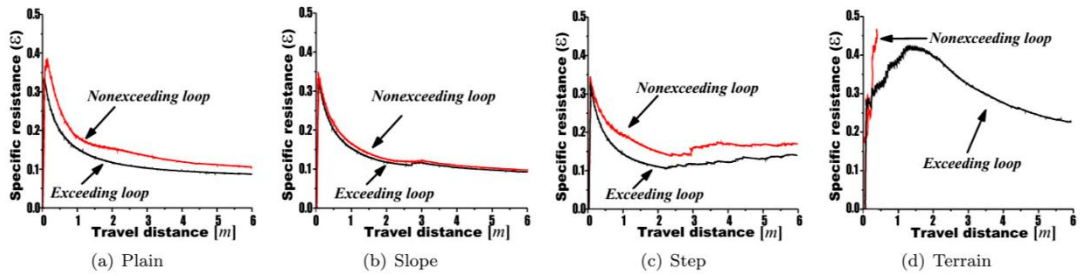 Specific resistance (ε)
0.5
0.4
0.3
0.2
0.1
0.0
Nonexceeding loop
Exceeding loop
0 1 2 3 4 5 6
Travel distance [m]
(a) Plain
Specific resistance (ε)
0.5
0.4
0.3
0.2
0.1
0.0
Nonexceeding loop
Exceeding loop
0 1 2 3 4 5 6
Travel distance [m]
(b) Slope
Specific resistance (ε)
0.5
0.4
0.3
0.2
0.1
0.0
Nonexceeding loop
Exceeding loop
0 1 2 3 4 5 6
Travel distance [m]
(c) Step
Specific resistance (ε)
0.5
0.4
0.3
0.2
0.1
0.0
Nonexceeding loop
Exceeding loop
0 1 2 3 4 5 6
Travel distance [m]
(d) Terrain